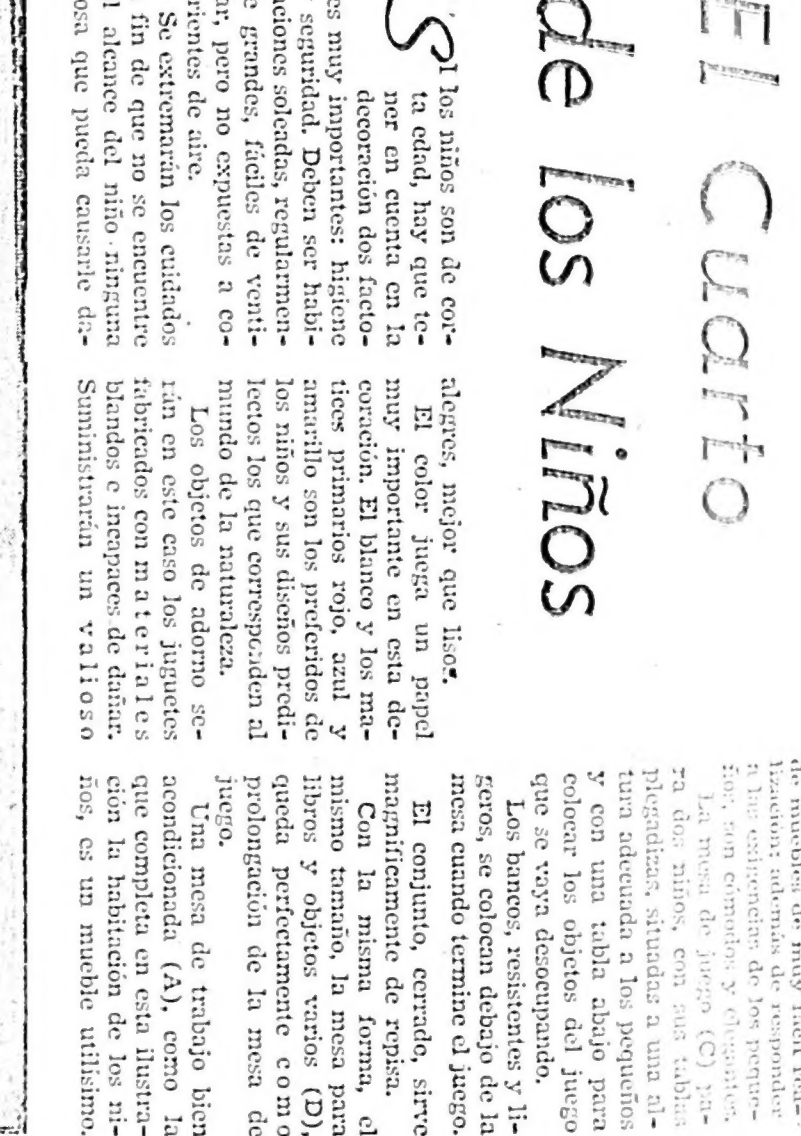 El Cuarto
de los Niños
SI los niños son de cor-
ta edad, hay que te-
ner en cuenta en la
decoración dos facto-
es muy importantes: higiene
seguridad. Deben ser habi-
aciones soleadas, regularmen-
e grandes, fáciles de venti-
ar, pero no expuestas a co-
rientes de aire.
Se extremarán los cuidados
fin de que no se encuentre
l alcance del niño ninguna
osa que pueda causarle da-
alegres, mejor que lisos.
El color juega un papel
muy importante en esta de-
coración. El blanco y los ma-
tices primarios rojo, azul y
amarillo son los preferidos de
los niños y sus diseños predi-
lectos los que corresponden al
mundo de la naturaleza.
Los objetos de adorno se-
rán en este caso los juguetes
fabricados con materiales
blandos e incapaces de dañar.
Suministrarán un valioso
de muebles de muy fácil rea-
lización; además de responder
a las exigencias de los peque-
ños, son cómodos y elegantes.
La mesa de juego (C) pa-
ra dos niños con sus tablas
plegadizas, situadas a una al-
tura adecuada a los pequeños
y con una tabla abajo para
colocar los objetos del juego
que se vaya desocupando.
Los bancos, resistentes y li-
geros, se colocan debajo de la
mesa cuando termine el juego.
El conjunto, cerrado, sirve
magníficamente de repisa.
Con la misma forma, el
mismo tamaño, la mesa para
libros y objetos varios (D),
queda perfectamente como
prolongación de la mesa de
juego.
Una mesa de trabajo bien
acondicionada (A), como la
que completa en esta ilustra-
ción la habitación de los ni-
ños, es un mueble utilísimo.